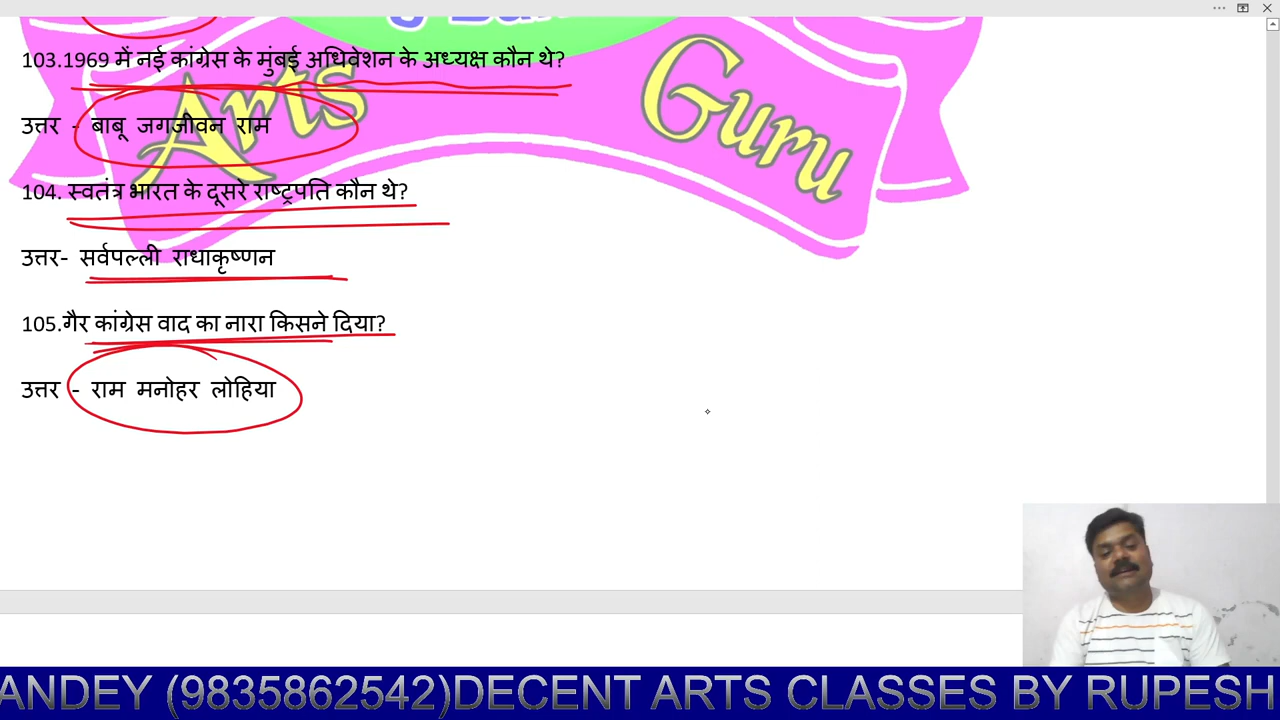 Arts Guru
103.1969 में नई कांग्रेस के मुंबई अधिवेशन के अध्यक्ष कौन थे?
उत्तर - बाबू जगजीवन राम
104. स्वतंत्र भारत के दूसरे राष्ट्रपति कौन थे?
उत्तर- सर्वपल्ली राधाकृष्णन
105.गैर कांग्रेस वाद का नारा किसने दिया?
उत्तर - राम मनोहर लोहिया
ANDEY (9835862542)DECENT ARTS CLASSES BY RUPESH